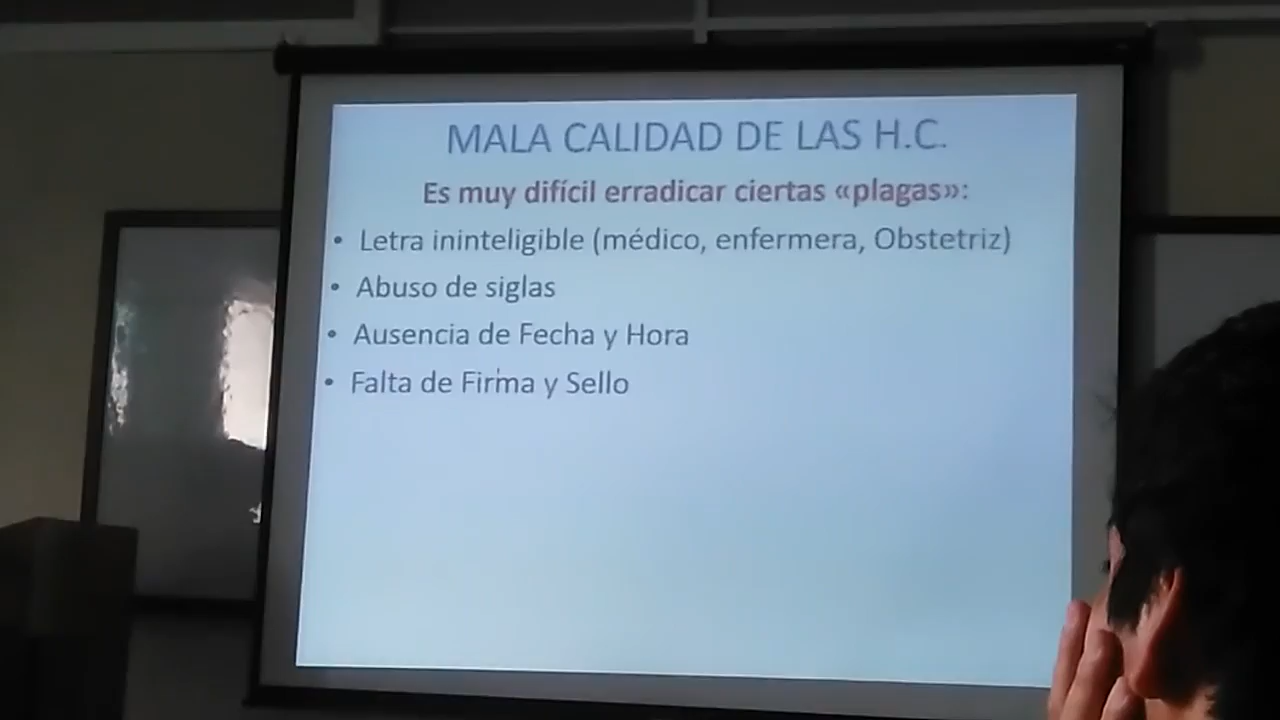 MALA CALIDAD DE LAS H.C.
Es muy difícil erradicar ciertas «plagas»:
• Letra ininteligible (médico, enfermera, Obstetriz)
• Abuso de siglas
• Ausencia de Fecha y Hora
• Falta de Firma y Sello